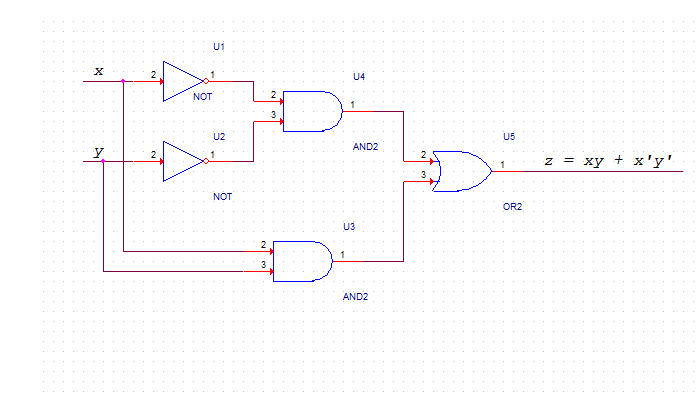 U1
x
2
1
NOT
U4
2
3
1
AND2
U2
y
2
1
NOT
U5
2
3
1
z = xy + x'y'
OR2
U3
2
3
1
AND2